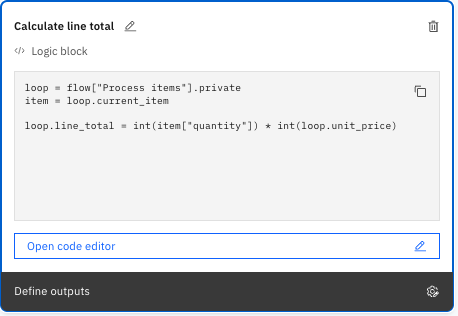 Calculate line total
</> Logic block
loop = flow["Process items"].private
item = loop.current_item
loop.line_total = int(item["quantity"]) * int(loop.unit_price)
Open code editor
Define outputs